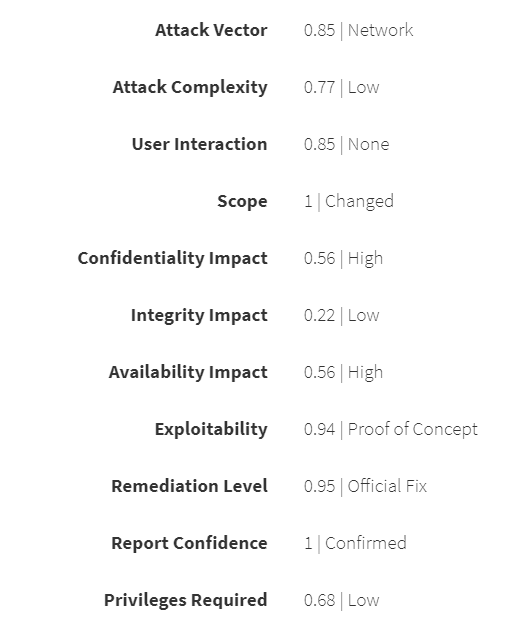 Attack Vector 0.85 | Network
Attack Complexity 0.77 | Low
User Interaction 0.85 | None
Scope 1 | Changed
Confidentiality Impact 0.56 | High
Integrity Impact 0.22 | Low
Availability Impact 0.56 | High
Exploitability 0.94 | Proof of Concept
Remediation Level 0.95 | Official Fix
Report Confidence 1 | Confirmed
Privileges Required 0.68 | Low